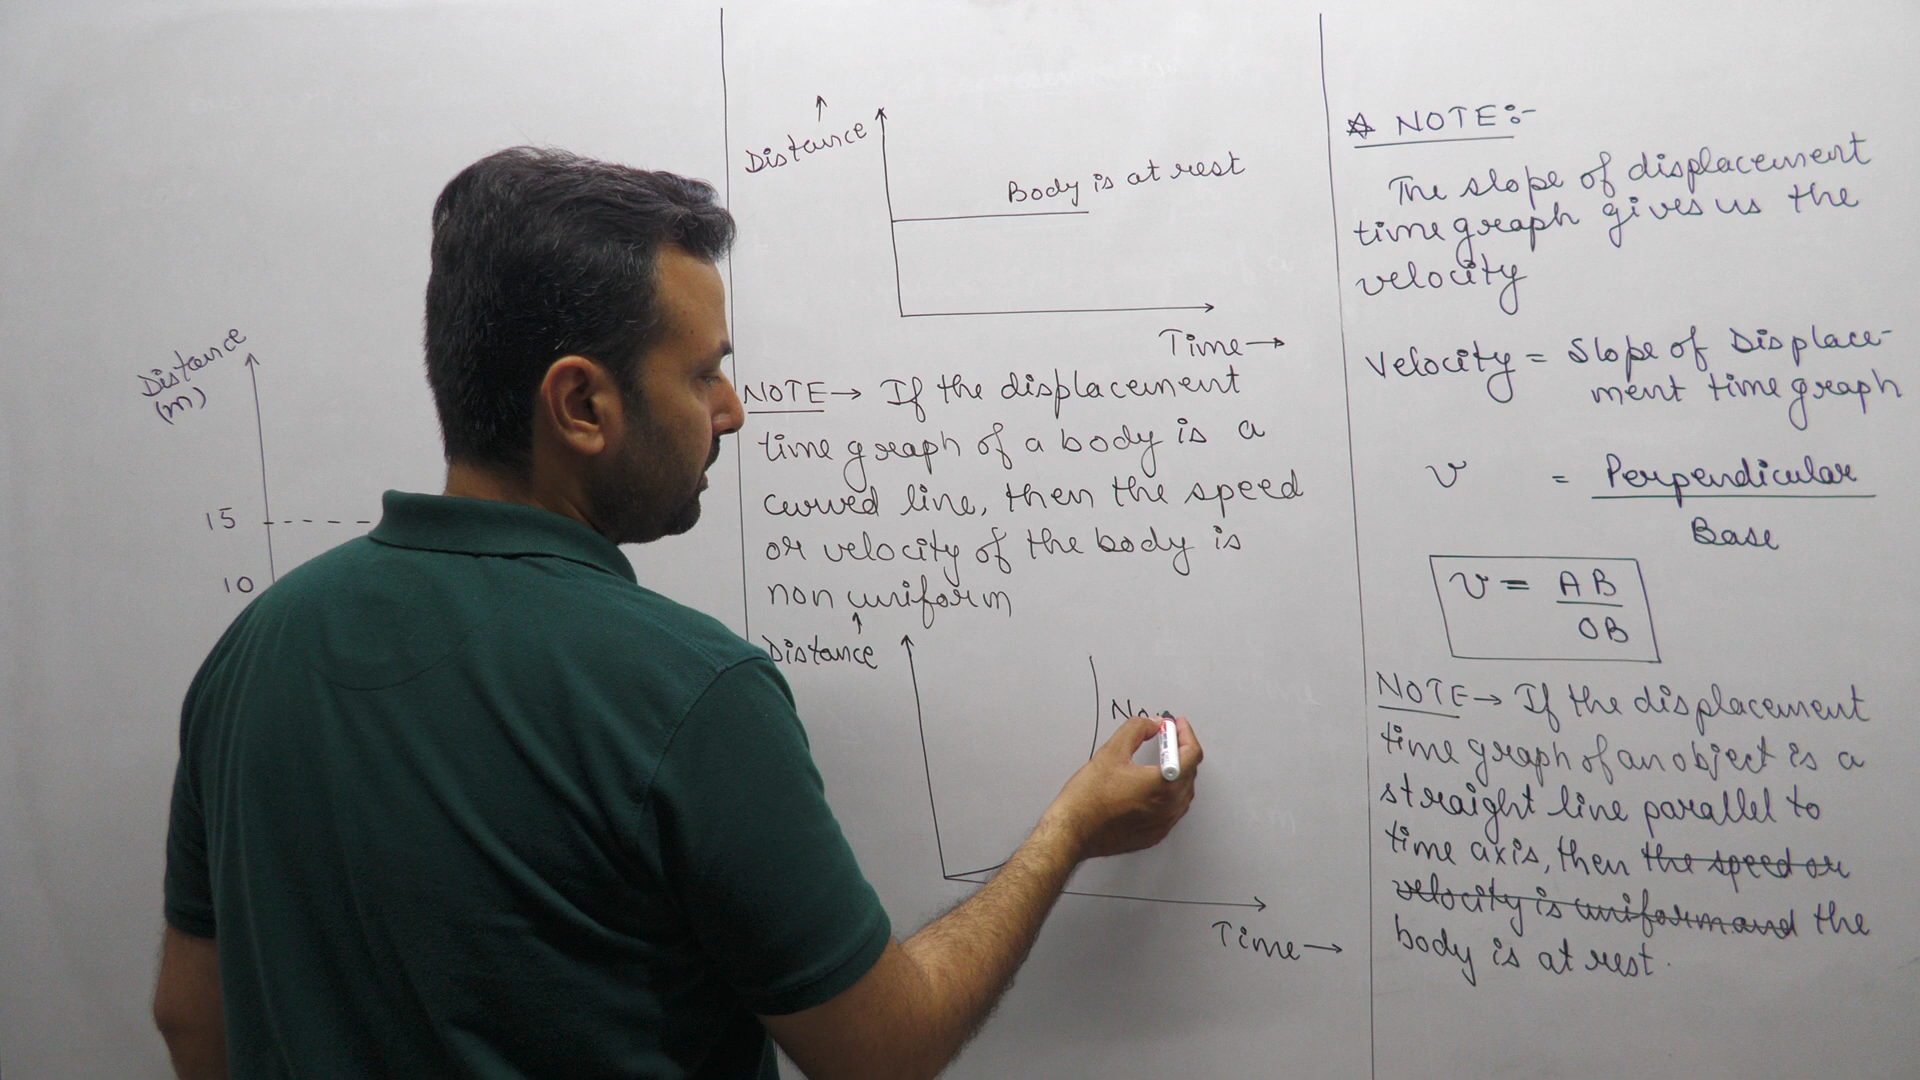 Distance
(m)
15
10
Distance
Body is at rest
Time→
NOTE→ If the displacement
time graph of a body is a
curved line, then the speed
or velocity of the body is
non uniform
Distance
No
Time→
NOTE:-
The slope of displacement
time graph gives us the
velocity
Velocity = Slope of Displace-
ment time graph
v = Perpendicular
Base
v = AB
OB
NOTE→ If the displacement
time graph of an object is a
straight line parallel to
time axis, then the speed or
velocity is uniform and the
body is at rest.